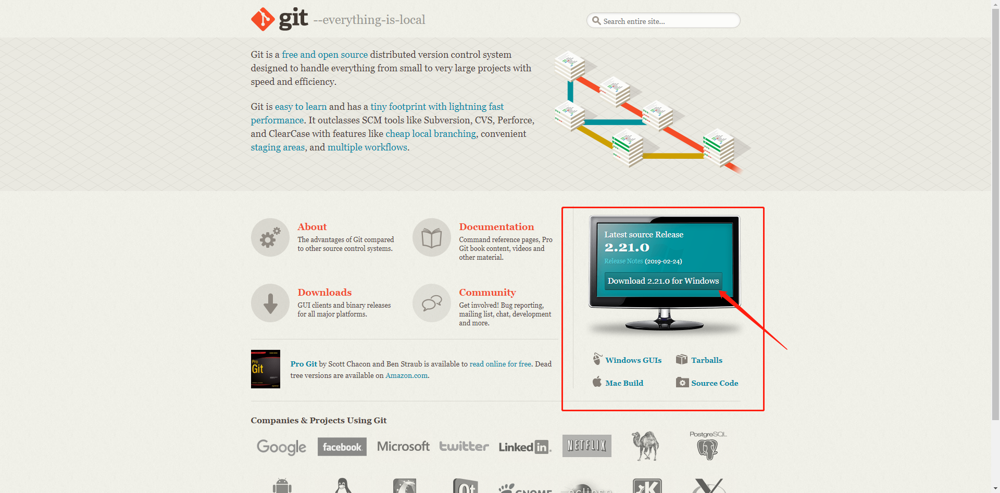 git --everything-is-local
Search entire site...
Git is a free and open source distributed version control system
designed to handle everything from small to very large projects with
speed and efficiency.
Git is easy to learn and has a tiny footprint with lightning fast
performance. It outclasses SCM tools like Subversion, CVS, Perforce,
and ClearCase with features like cheap local branching, convenient
staging areas, and multiple workflows.
About
The advantages of Git compared
to other source control systems.
Documentation
Command reference pages, Pro
Git book content, videos and
other material.
Downloads
GUI clients and binary releases
for all major platforms.
Community
Get involved! Bug reporting,
mailing list, chat, development
and more.
Pro
Git
Pro Git by Scott Chacon and Ben Straub is available to read online for free. Dead
tree versions are available on Amazon.com.
Latest source Release
2.21.0
Release Notes (2019-02-24)
Download 2.21.0 for Windows
Windows GUIs
Tarballs
Mac Build
Source Code
Companies & Projects Using Git
Google
facebook
Microsoft
twitter
Linked in
NETFLIX
PostgreSQL
Qt
GNOME
eclipse
K
X